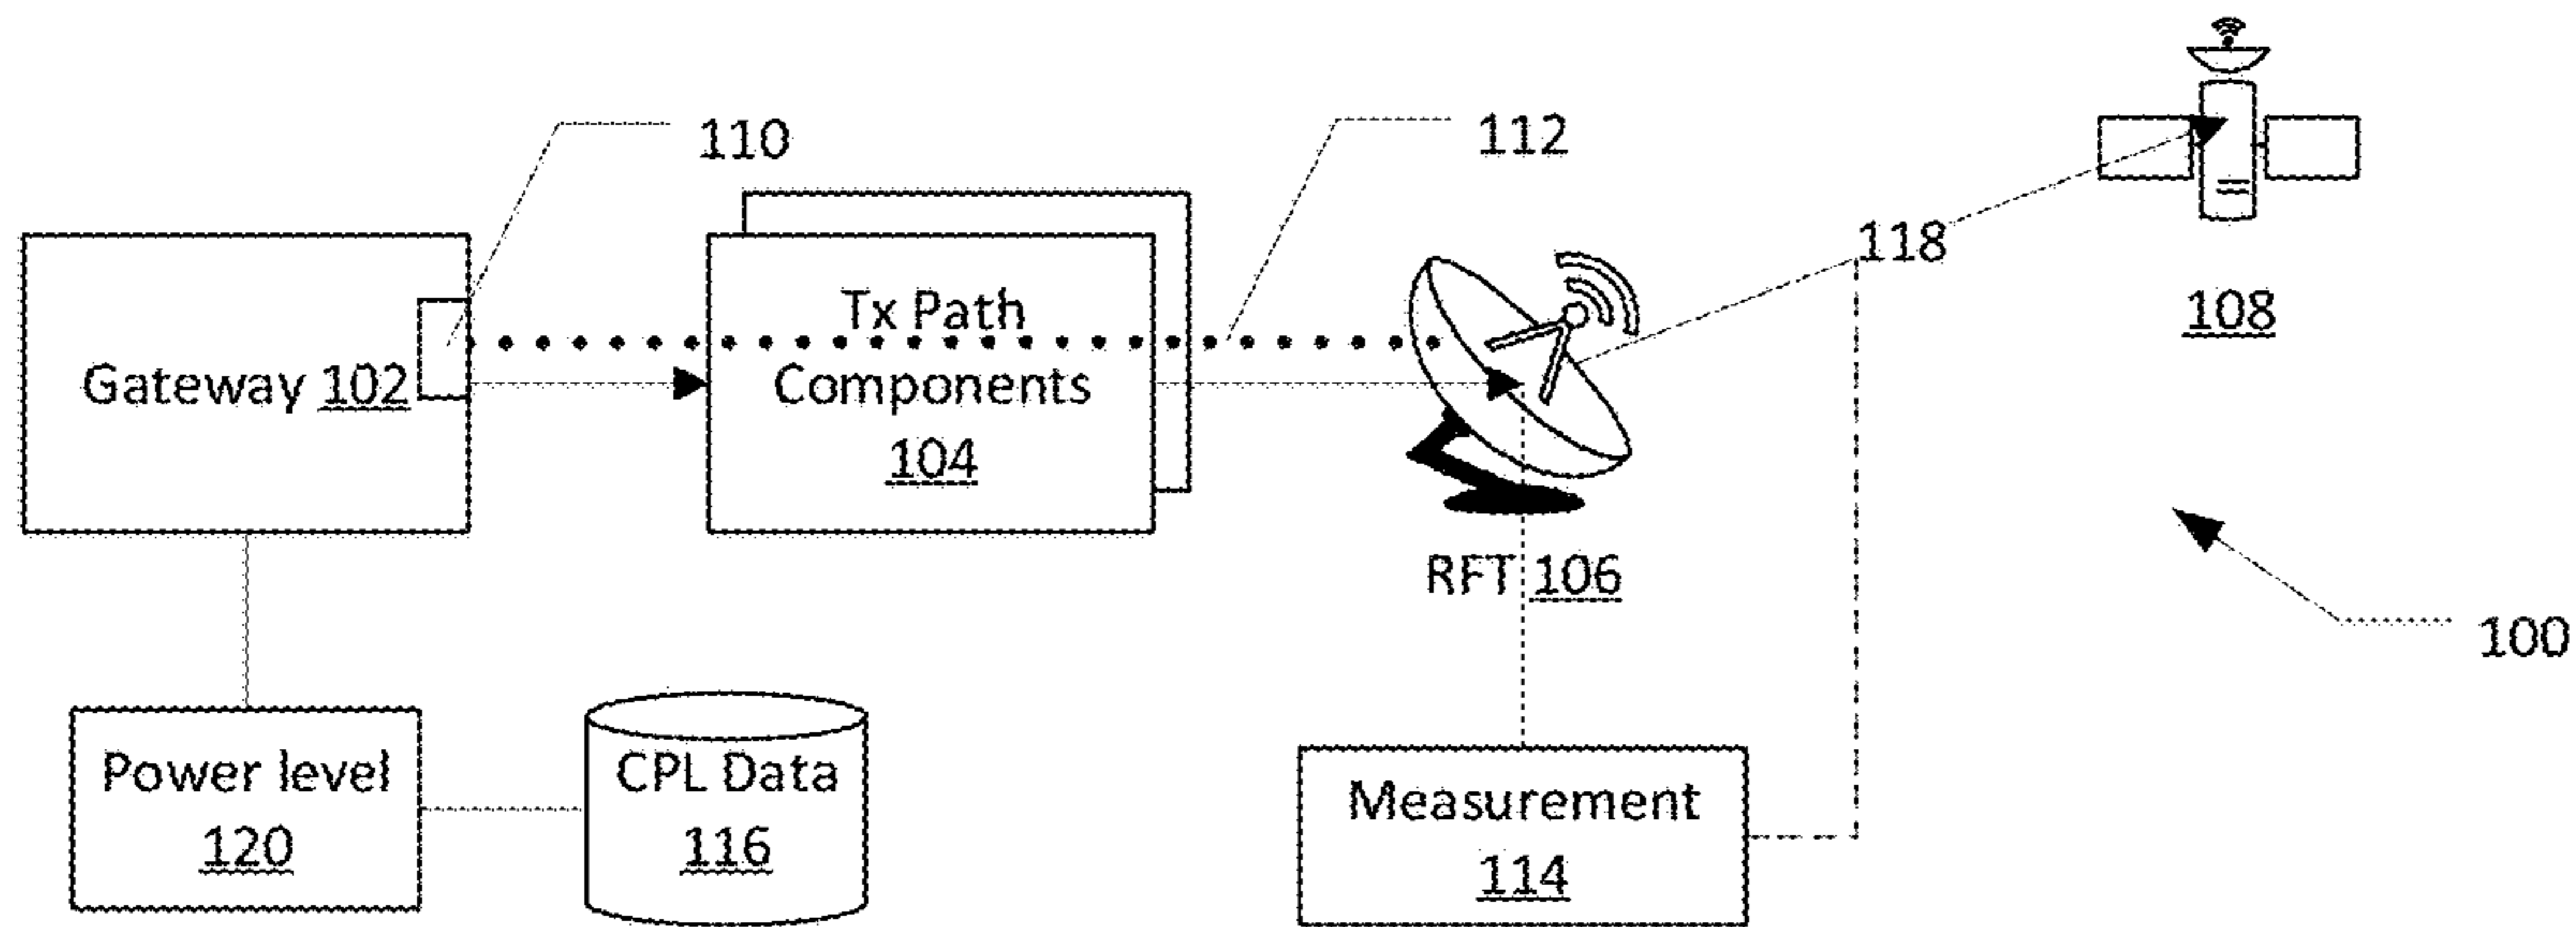 110
112
118
108
Gateway 102
Tx Path
Components
104
RFT 106
100
Power level
120
CPL Data
116
Measurement
114